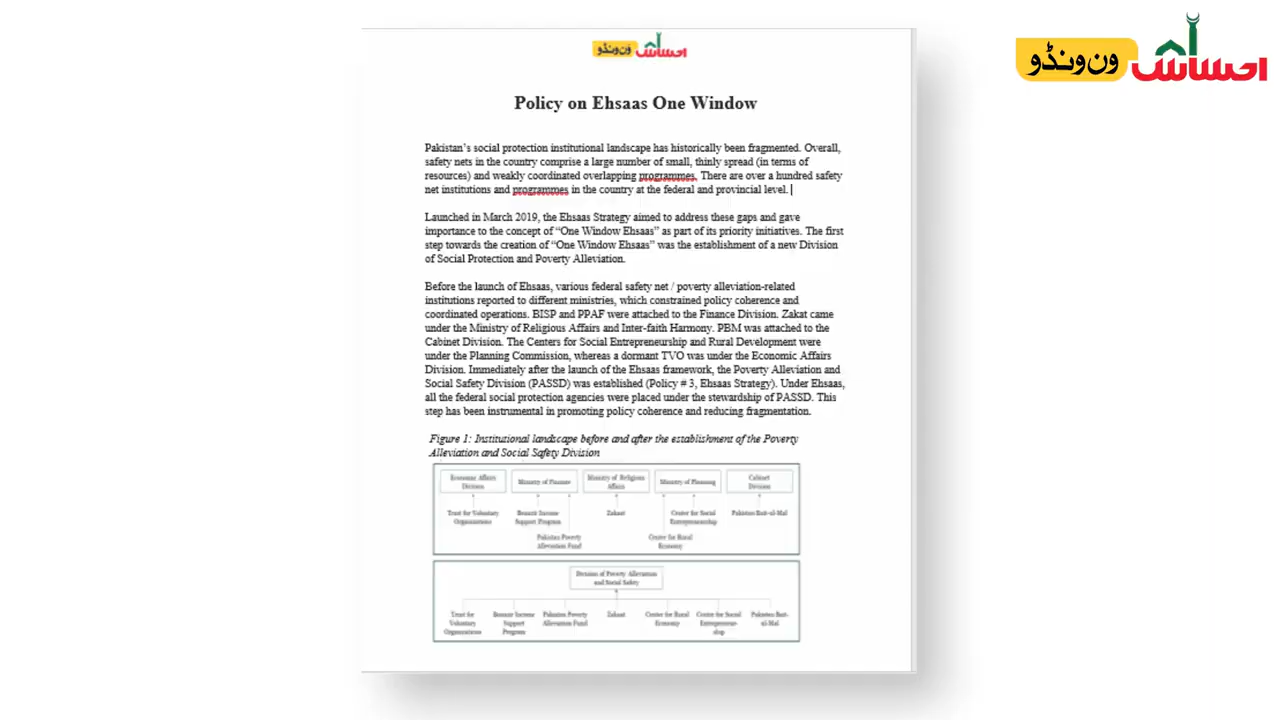 احساس ون ونڈو
احساس ون ونڈو
Policy on Ehsaas One Window
Pakistan's social protection institutional landscape has historically been fragmented. Overall,
safety nets in the country comprise a large number of small, thinly spread (in terms of
resources) and weakly coordinated overlapping programmes. There are over a hundred safety
net institutions and programmes in the country at the federal and provincial level.
Launched in March 2019, the Ehsaas Strategy aimed to address these gaps and gave
importance to the concept of “One Window Ehsaas” as part of its priority initiatives. The first
step towards the creation of “One Window Ehsaas” was the establishment of a new Division
of Social Protection and Poverty Alleviation.
Before the launch of Ehsaas, various federal safety net / poverty alleviation-related
institutions reported to different ministries, which constrained policy coherence and
coordinated operations. BISP and PPAF were attached to the Finance Division. Zakat came
under the Ministry of Religious Affairs and Inter-faith Harmony. PBM was attached to the
Cabinet Division. The Centers for Social Entrepreneurship and Rural Development were
under the Planning Commission, whereas a dormant TVO was under the Economic Affairs
Division. Immediately after the launch of the Ehsaas framework, the Poverty Alleviation and
Social Safety Division (PASSD) was established (Policy # 3, Ehsaas Strategy). Under Ehsaas,
all the federal social protection agencies were placed under the stewardship of PASSD. This
step has been instrumental in promoting policy coherence and reducing fragmentation.
Figure 1: Institutional landscape before and after the establishment of the Poverty
Alleviation and Social Safety Division
Economic Affairs
Division
Ministry of Finance
Ministry of Religious
Affairs
Ministry of Planning
Cabinet
Division
Trust for Voluntary
Organizations
Benazir Income
Support Program
Zakaat
Center for Social
Entrepreneurship
Pakistan Bait-ul-Mal
Pakistan Poverty
Alleviation Fund
Center for Rural
Economy
Division of Poverty Alleviation
and Social Safety
Trust for
Voluntary
Organizations
Benazir Income
Support
Program
Pakistan Poverty
Alleviation Fund
Zakaat
Center for Rural
Economy
Center for Social
Entrepreneur-
ship
Pakistan Bait-
ul-Mal